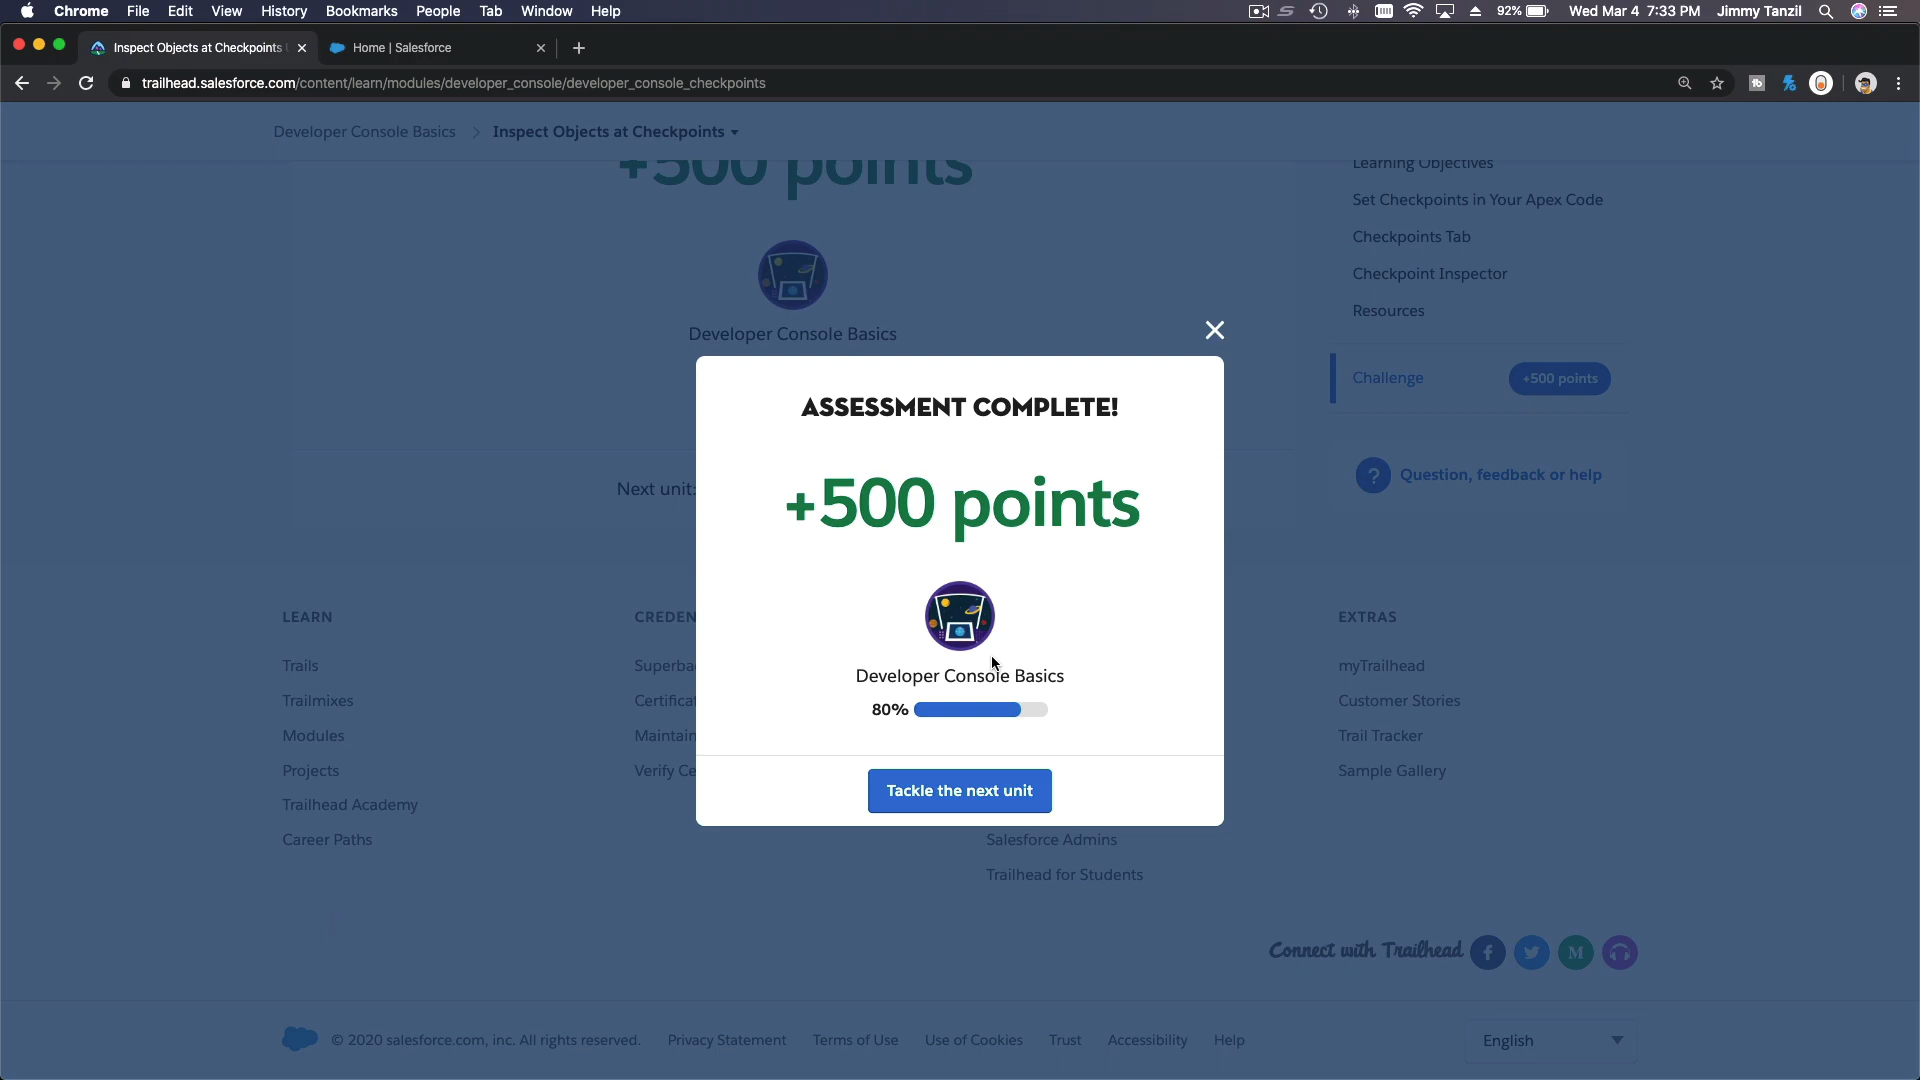 Chrome File Edit View History Bookmarks People Tab Window Help 92% Wed Mar 4 7:33 PM Jimmy Tanzil
Inspect Objects at Checkpoints Home | Salesforce
trailhead.salesforce.com/content/learn/modules/developer_console/developer_console_checkpoints
Developer Console Basics > Inspect Objects at Checkpoints
+500 points
Developer Console Basics
Next unit:
Learning Objectives
Set Checkpoints in Your Apex Code
Checkpoints Tab
Checkpoint Inspector
Resources
Challenge +500 points
? Question, feedback or help
ASSESSMENT COMPLETE!
+500 points
Developer Console Basics
80%
Tackle the next unit
LEARN
Trails
Trailmixes
Modules
Projects
Trailhead Academy
Career Paths
Salesforce Admins
Trailhead for Students
EXTRAS
myTrailhead
Customer Stories
Trail Tracker
Sample Gallery
Connect with Trailhead
© 2020 salesforce.com, inc. All rights reserved. Privacy Statement Terms of Use Use of Cookies Trust Accessibility Help English